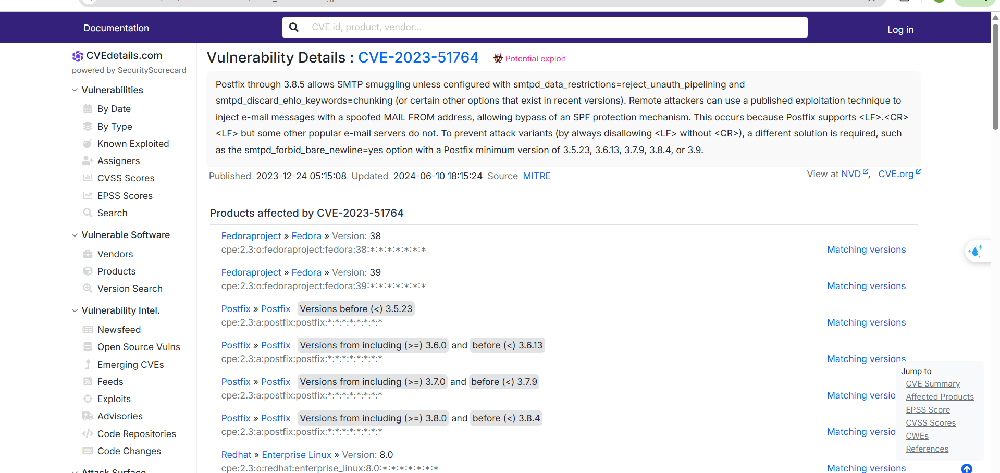 Documentation
CVE id, product, vendor...
Log in
CVEdetails.com
powered by SecurityScorecard
Vulnerabilities
By Date
By Type
Known Exploited
Assigners
CVSS Scores
EPSS Scores
Search
Vulnerable Software
Vendors
Products
Version Search
Vulnerability Intel.
Newsfeed
Open Source Vulns
Emerging CVEs
Feeds
Exploits
Advisories
Code Repositories
Code Changes
Attack Surface
Vulnerability Details : CVE-2023-51764 Potential exploit
Postfix through 3.8.5 allows SMTP smuggling unless configured with smtpd_data_restrictions=reject_unauth_pipelining and
smtpd_discard_ehlo_keywords=chunking (or certain other options that exist in recent versions). Remote attackers can use a published exploitation technique to
inject e-mail messages with a spoofed MAIL FROM address, allowing bypass of an SPF protection mechanism. This occurs because Postfix supports <LF>.<CR>
<LF> but some other popular e-mail servers do not. To prevent attack variants (by always disallowing <LF> without <CR>), a different solution is required, such
as the smtpd_forbid_bare_newline=yes option with a Postfix minimum version of 3.5.23, 3.6.13, 3.7.9, 3.8.4, or 3.9.
Published 2023-12-24 05:15:08 Updated 2024-06-10 18:15:24 Source MITRE
View at NVD, CVE.org
Products affected by CVE-2023-51764
Fedoraproject » Fedora » Version: 38
cpe:2.3:o:fedoraproject:fedora:38:*:*:*:*:*:*:*
Matching versions
Fedoraproject » Fedora » Version: 39
cpe:2.3:o:fedoraproject:fedora:39:*:*:*:*:*:*:*
Matching versions
Postfix » Postfix Versions before (<) 3.5.23
cpe:2.3:a:postfix:postfix:*:*:*:*:*:*:*:*
Matching versions
Postfix » Postfix Versions from including (>=) 3.6.0 and before (<) 3.6.13
cpe:2.3:a:postfix:postfix:*:*:*:*:*:*:*:*
Matching versions
Postfix » Postfix Versions from including (>=) 3.7.0 and before (<) 3.7.9
cpe:2.3:a:postfix:postfix:*:*:*:*:*:*:*:*
Matching versio
Postfix » Postfix Versions from including (>=) 3.8.0 and before (<) 3.8.4
cpe:2.3:a:postfix:postfix:*:*:*:*:*:*:*:*
Matching versio
Redhat » Enterprise Linux » Version: 8.0
cpe:2.3:o:redhat:enterprise_linux:8.0:*:*:*:*:*:*:*
Matching versions
Jump to
CVE Summary
Affected Products
EPSS Score
CVSS Scores
CWEs
References